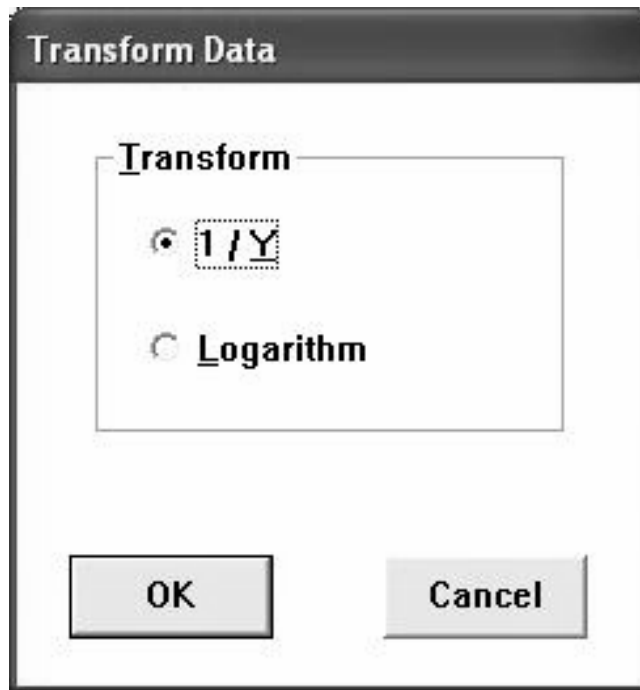 Transform Data
Transform
1 / Y
Logarithm
OK
Cancel